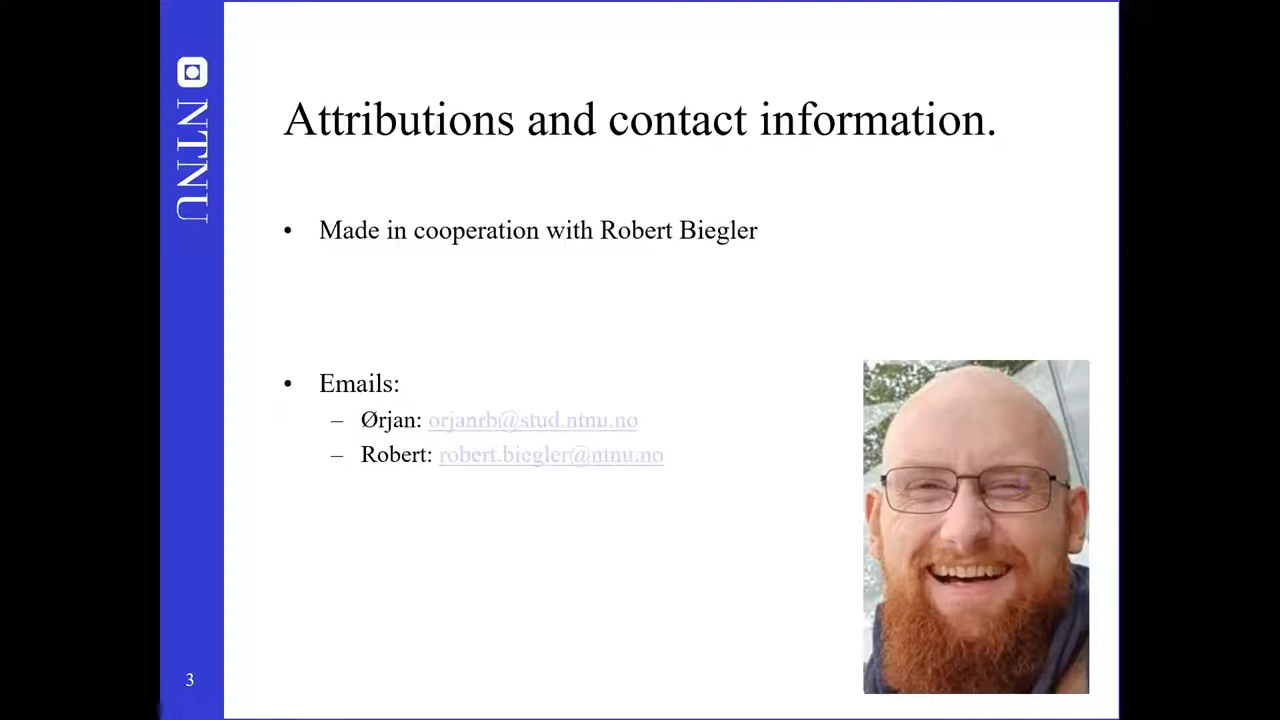 NTNU
Attributions and contact information.
• Made in cooperation with Robert Biegler
• Emails:
– Ørjan: orjanrb@stud.ntnu.no
– Robert: robert.biegler@ntnu.no
3